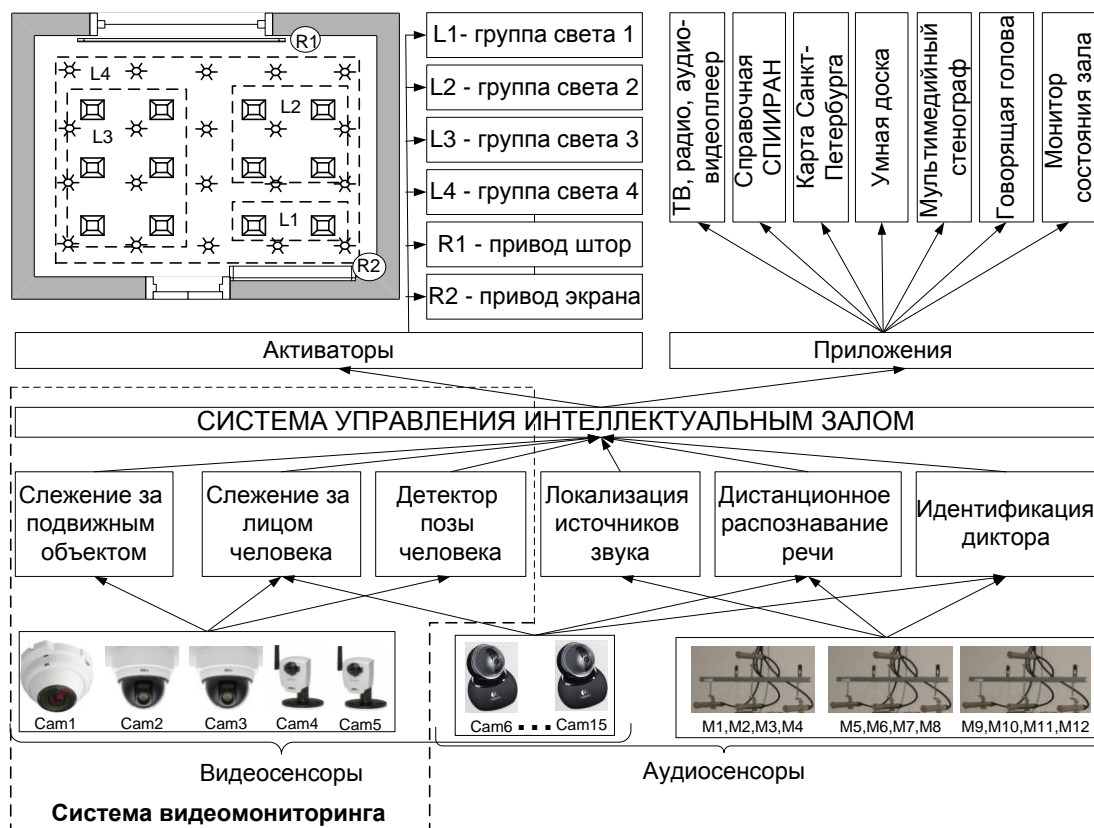 R1
L4
L2
L3
L1
R2
L1- группа света 1
L2 - группа света 2
L3 - группа света 3
L4 - группа света 4
R1 - привод штор
R2 - привод экрана
ТВ, радио, аудио-
видеоплеер
Справочная
СПИИРАН
Карта Санкт-
Петербурга
Умная доска
Мультимедийный
стенограф
Говорящая голова
Монитор
состояния зала
Активаторы
Приложения
СИСТЕМА УПРАВЛЕНИЯ ИНТЕЛЛЕКТУАЛЬНЫМ ЗАЛОМ
Слежение за
подвижным
объектом
Слежение за
лицом
человека
Детектор
позы
человека
Локализация
источников
звука
Дистанционное
распознавание
речи
Идентификация
диктора
Cam1
Cam2
Cam3
Cam4
Cam5
Cam6 ... Cam15
M1,M2,M3,M4
M5,M6,M7,M8
M9,M10,M11,M12
Видеосенсоры
Аудиосенсоры
Система видеомониторинга